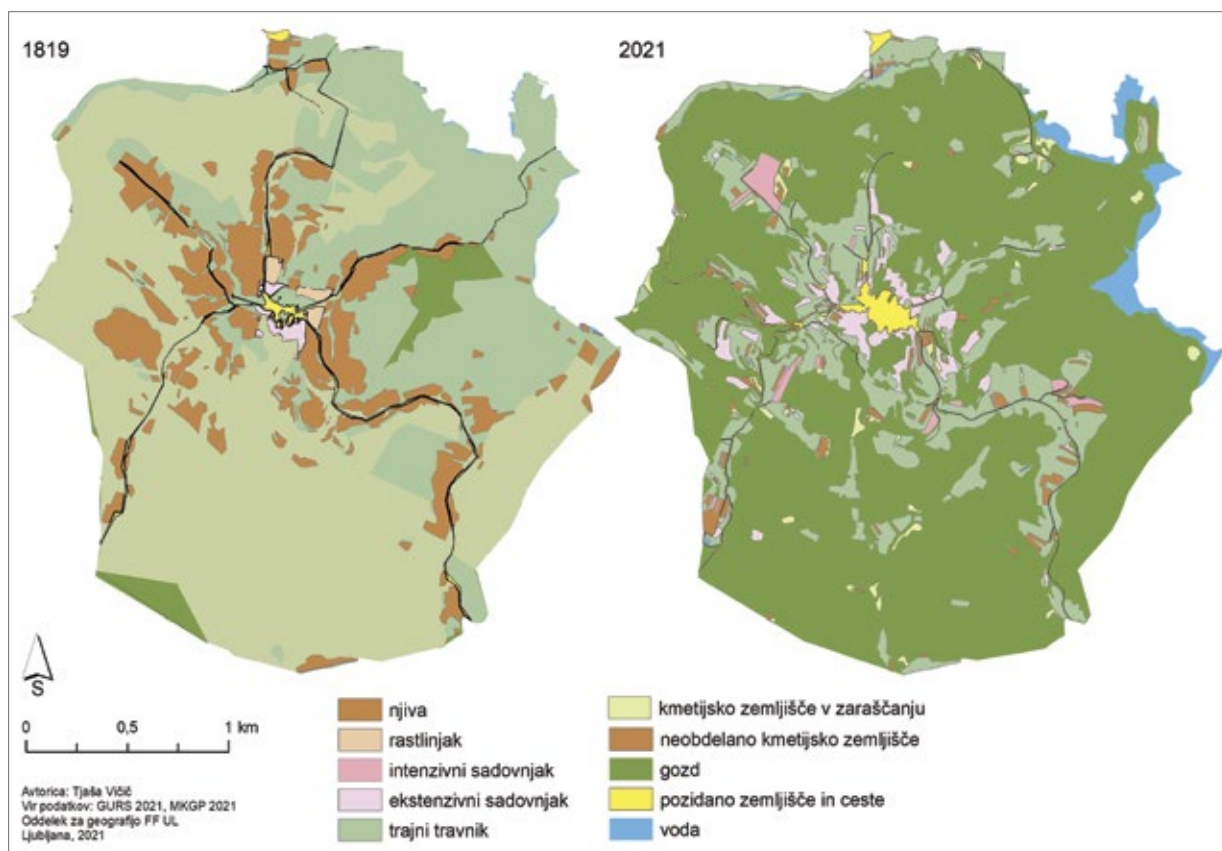 1819
2021
S
0 0,5 1 km
Avtorica: Tjaša Vičič
Vir podatkov: GURS 2021, MKGP 2021
Oddelek za geografijo FF UL
Ljubljana, 2021
njiva
rastlinjak
intenzivni sadovnjak
ekstenzivni sadovnjak
trajni travnik
kmetijsko zemljišče v zaraščanju
neobdelano kmetijsko zemljišče
gozd
pozidano zemljišče in ceste
voda